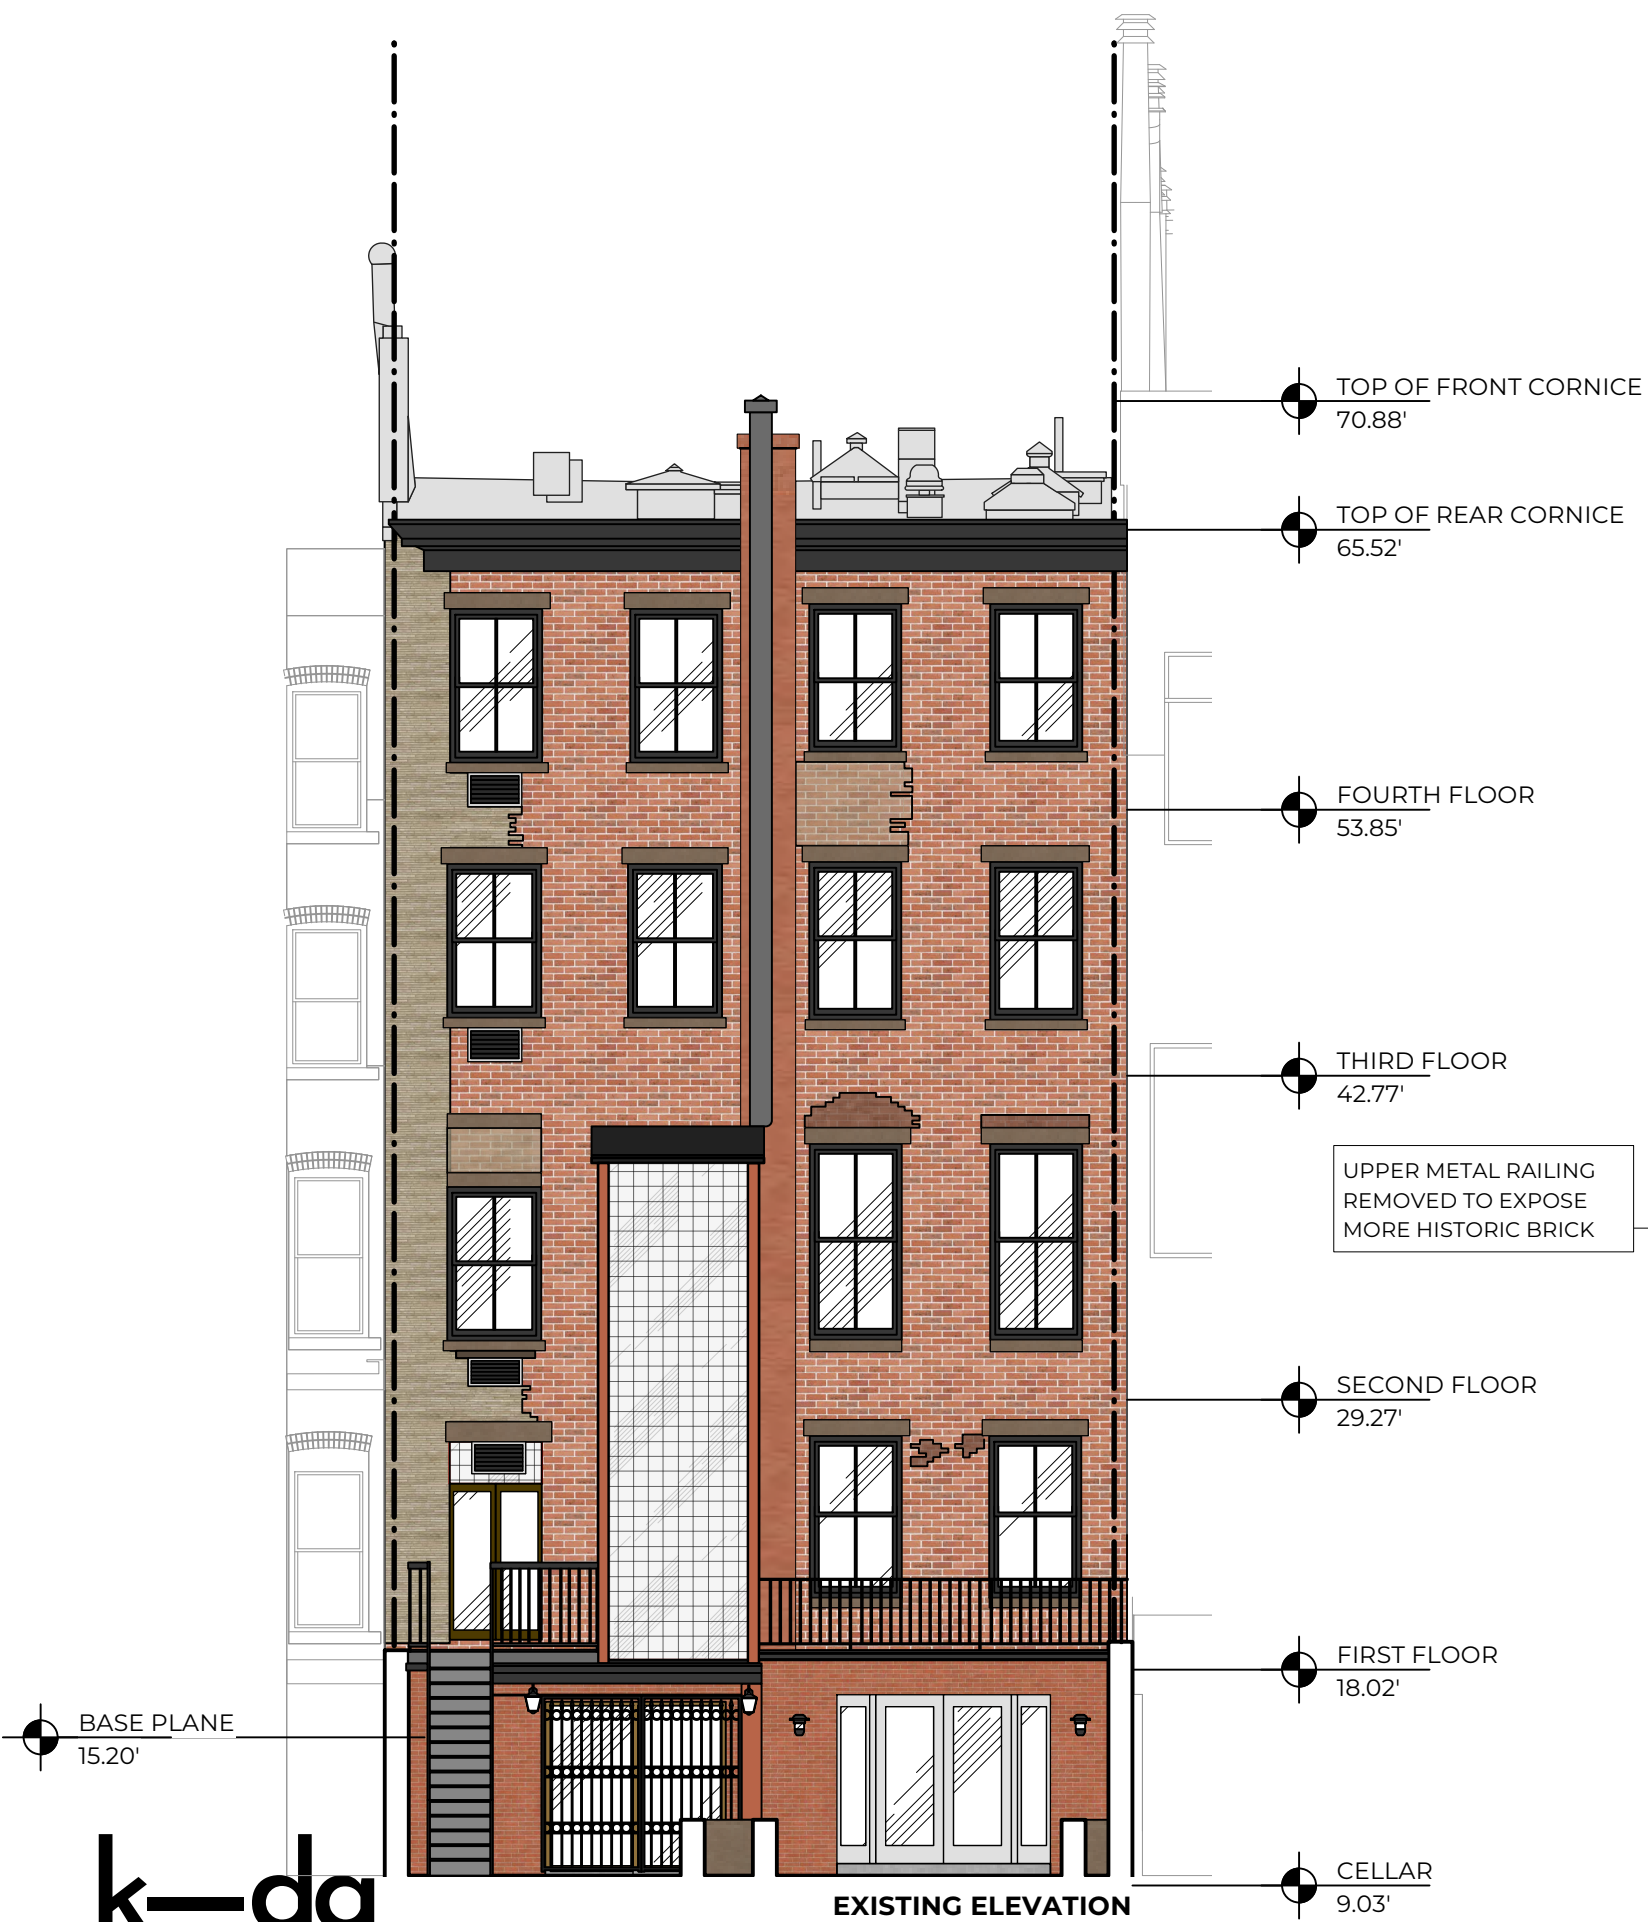 TOP OF FRONT CORNICE
70.88'
TOP OF REAR CORNICE
65.52'
FOURTH FLOOR
53.85'
THIRD FLOOR
42.77'
UPPER METAL RAILING
REMOVED TO EXPOSE
MORE HISTORIC BRICK
SECOND FLOOR
29.27'
FIRST FLOOR
18.02'
BASE PLANE
15.20'
CELLAR
9.03'
k—da
EXISTING ELEVATION